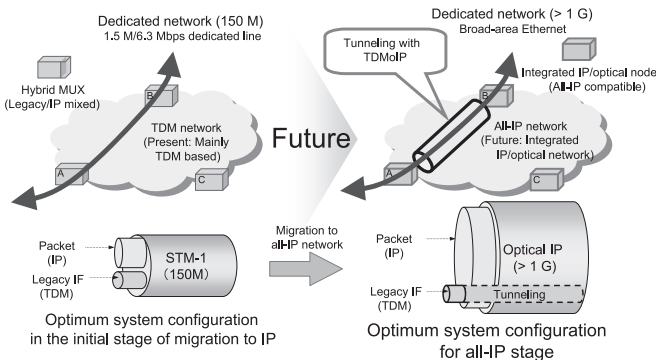 Dedicated network (150 M)
1.5 M/6.3 Mbps dedicated line
Hybrid MUX
(Legacy/IP mixed)
B
TDM network
(Present: Mainly
TDM based)
A
C
Future
Dedicated network (> 1 G)
Broad-area Ethernet
Tunneling with
TDMoIP
Integrated IP/optical node
(All-IP compatible)
B
All-IP network
(Future: Integrated
IP/optical network)
A
C
Packet
(IP)
Legacy IF
(TDM)
STM-1
(150M)
Optimum system configuration
in the initial stage of migration to IP
Migration to
all-IP network
Packet
(IP)
Legacy IF
(TDM)
Optical IP
(> 1 G)
Tunneling
Optimum system configuration
for all-IP stage